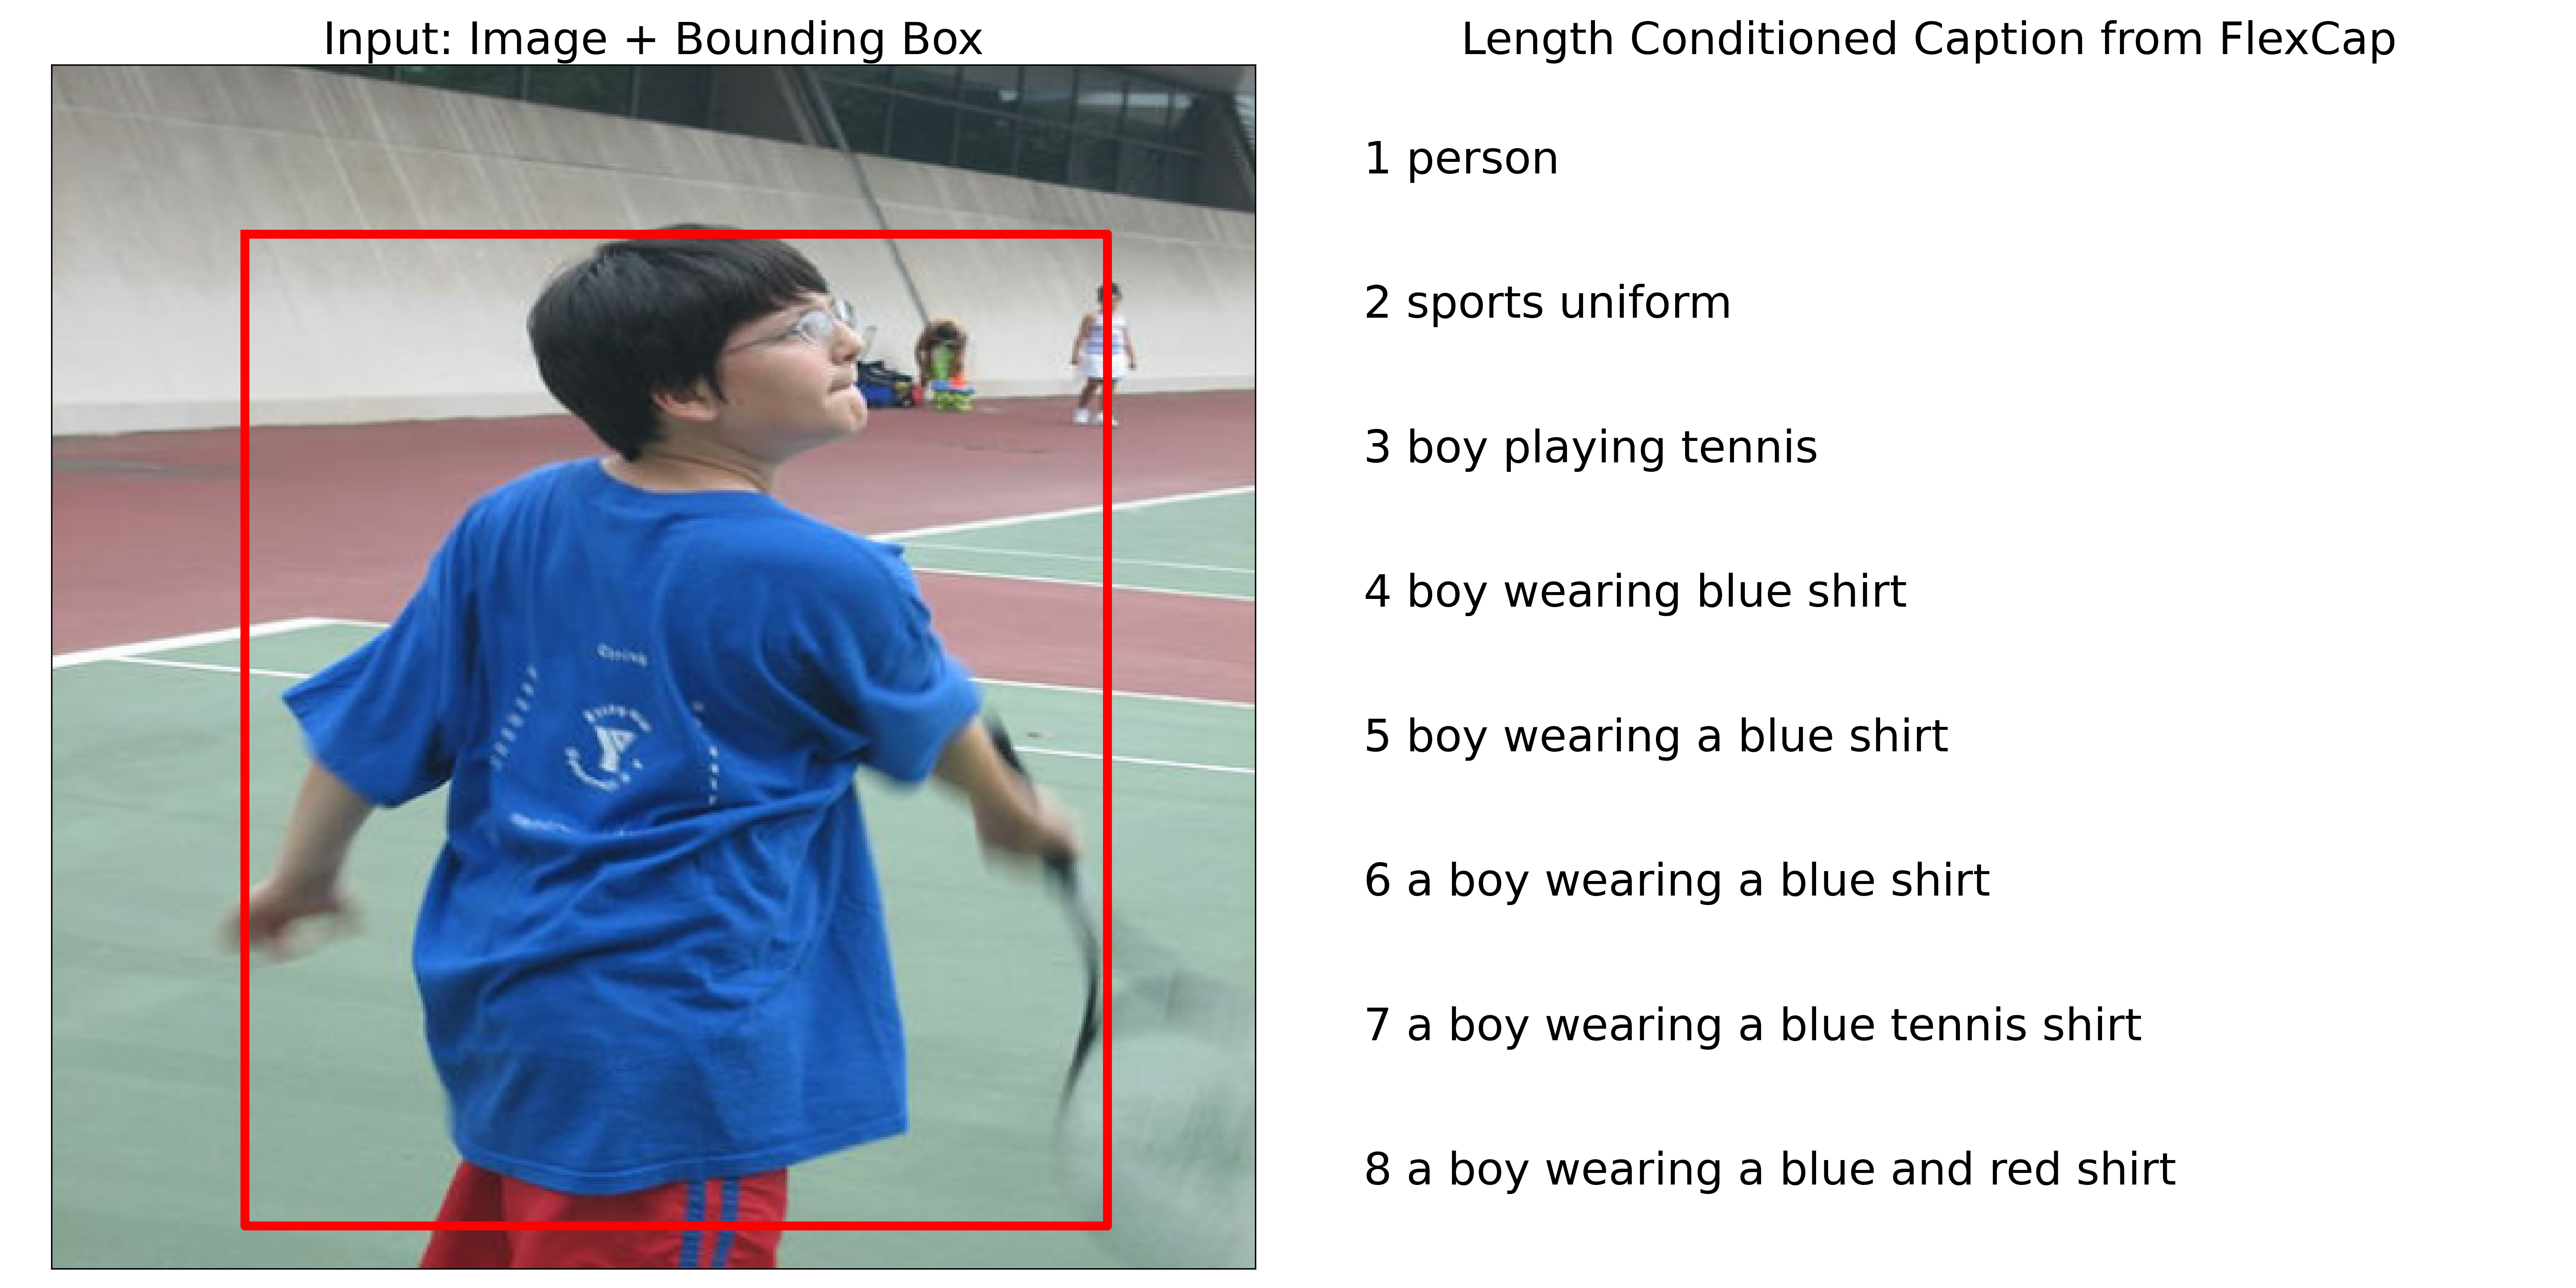 Input: Image + Bounding Box
Length Conditioned Caption from FlexCap
1 person
2 sports uniform
3 boy playing tennis
4 boy wearing blue shirt
5 boy wearing a blue shirt
6 a boy wearing a blue shirt
7 a boy wearing a blue tennis shirt
8 a boy wearing a blue and red shirt